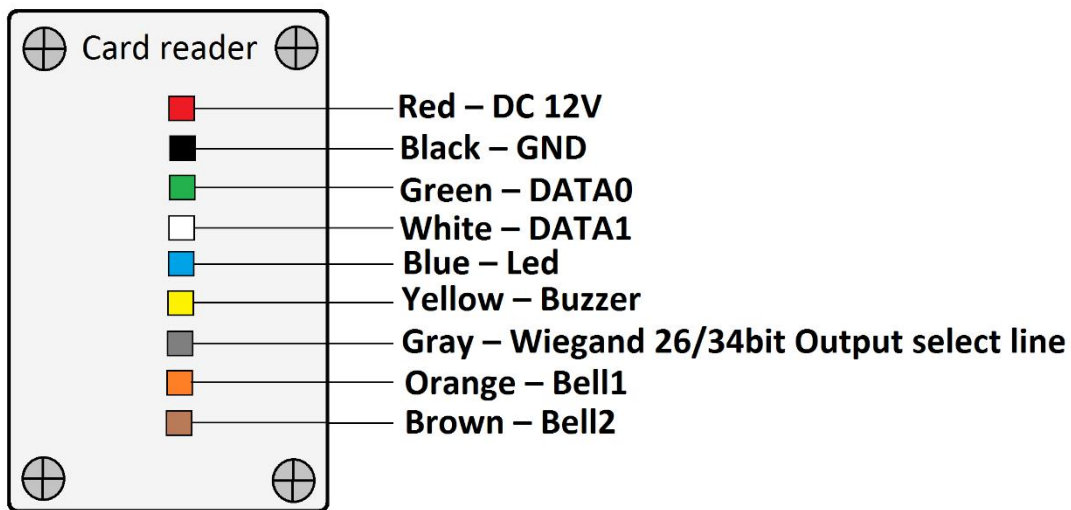 Card reader
Red – DC 12V
Black – GND
Green – DATA0
White – DATA1
Blue – Led
Yellow – Buzzer
Gray – Wiegand 26/34bit Output select line
Orange – Bell1
Brown – Bell2